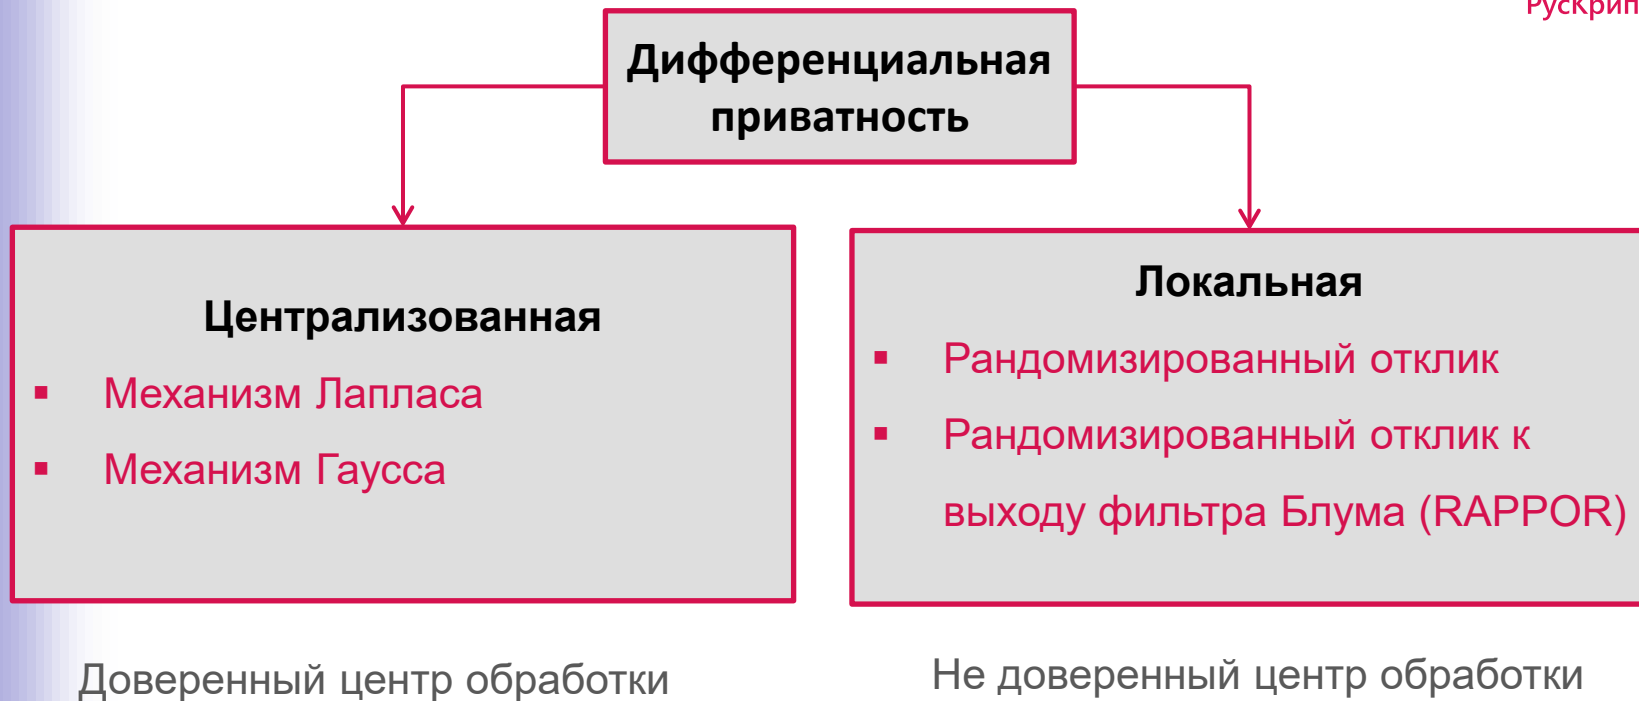 Дифференциальная
приватность
Централизованная
▪ Механизм Лапласа
▪ Механизм Гаусса
Локальная
▪ Рандомизированный отклик
▪ Рандомизированный отклик к
выходу фильтра Блума (RAPPOR)
Доверенный центр обработки
Не доверенный центр обработки